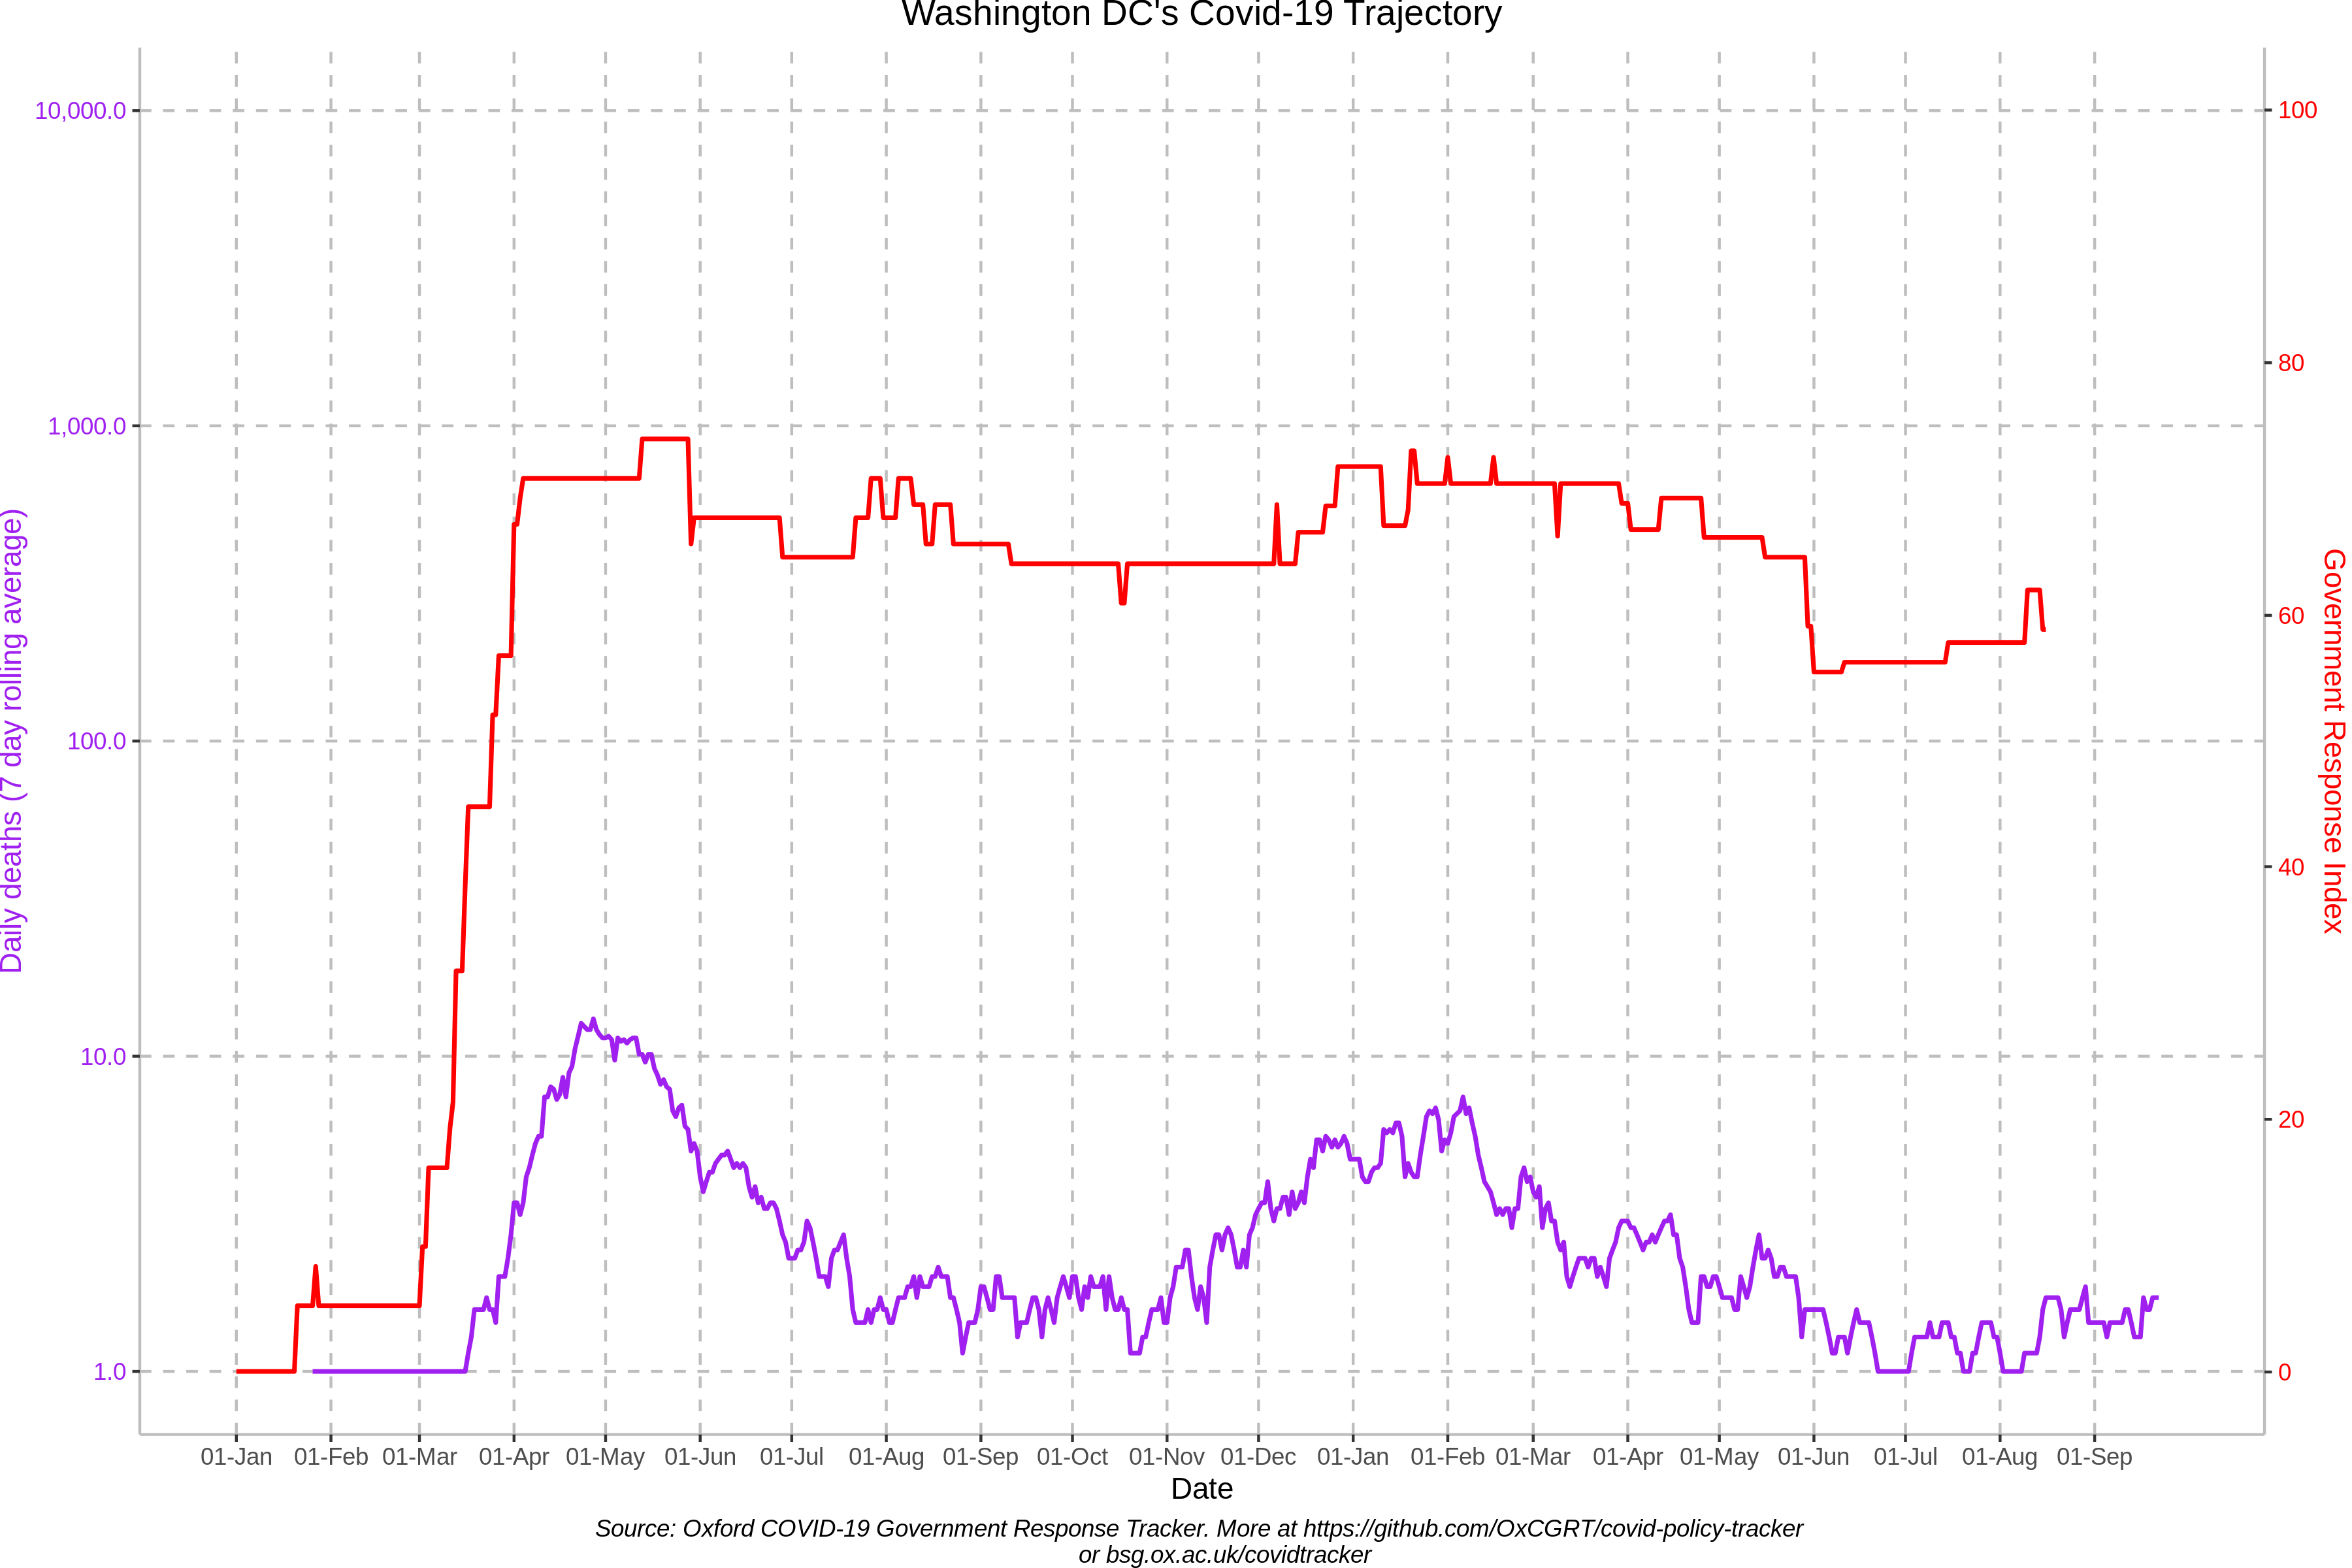 Washington DC's Covid-19 Trajectory
10,000.0
1,000.0
100.0
10.0
1.0
Daily deaths (7 day rolling average)
100
80
60
40
20
0
Government Response Index
01-Jan 01-Feb 01-Mar 01-Apr 01-May 01-Jun 01-Jul 01-Aug 01-Sep 01-Oct 01-Nov 01-Dec 01-Jan 01-Feb 01-Mar 01-Apr 01-May 01-Jun 01-Jul 01-Aug 01-Sep
Date
Source: Oxford COVID-19 Government Response Tracker. More at https://github.com/OxCGRT/covid-policy-tracker
or bsg.ox.ac.uk/covidtracker